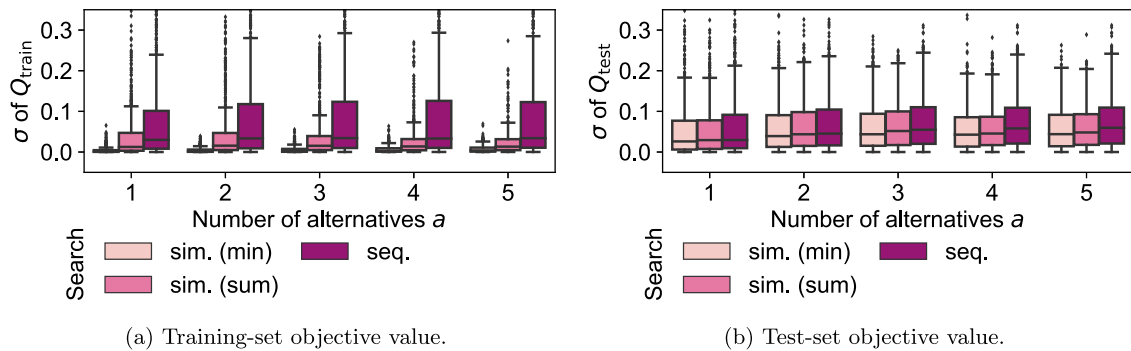 0.3
0.2
0.1
0.0
σ of Q_train
1 2 3 4 5
Number of alternatives a
Search
sim. (min)
seq.
sim. (sum)
(a) Training-set objective value.
0.3
0.2
0.1
0.0
σ of Q_test
1 2 3 4 5
Number of alternatives a
Search
sim. (min)
seq.
sim. (sum)
(b) Test-set objective value.